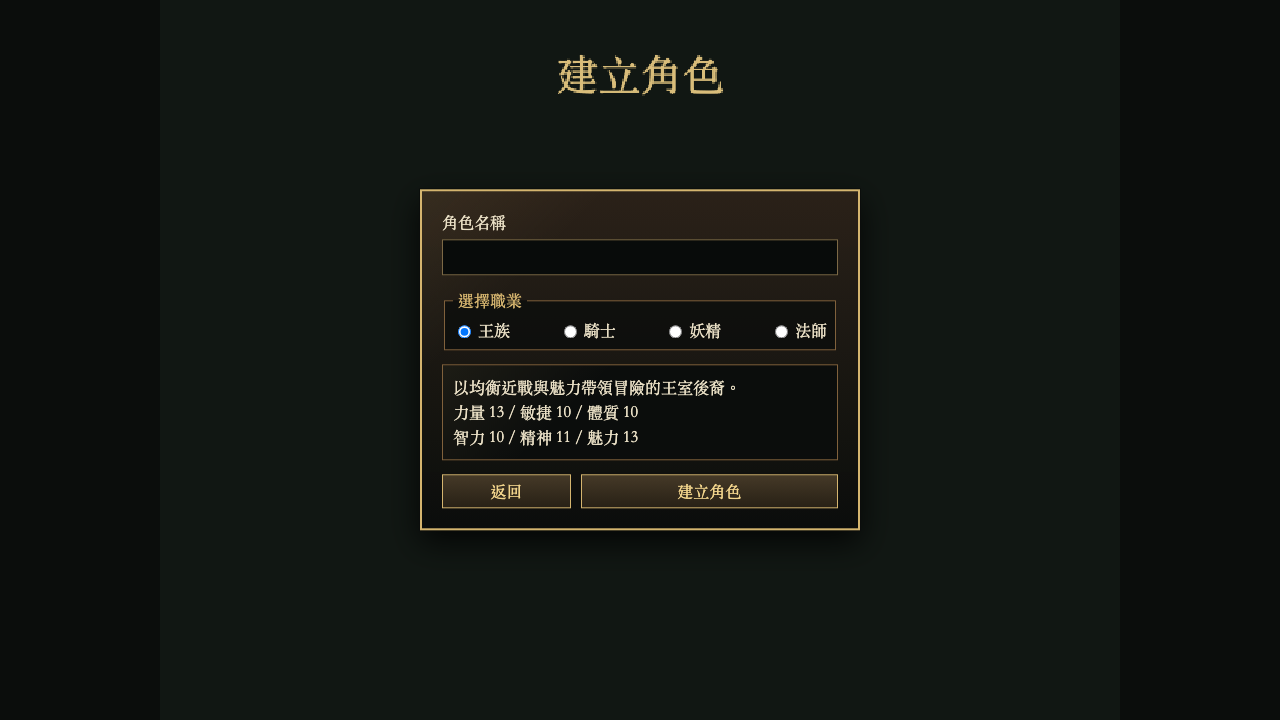 建立角色
角色名稱
選擇職業
王族 騎士 妖精 法師
以均衡近戰與魅力帶領冒險的王室後裔。
力量 13 / 敏捷 10 / 體質 10
智力 10 / 精神 11 / 魅力 13
返回 建立角色